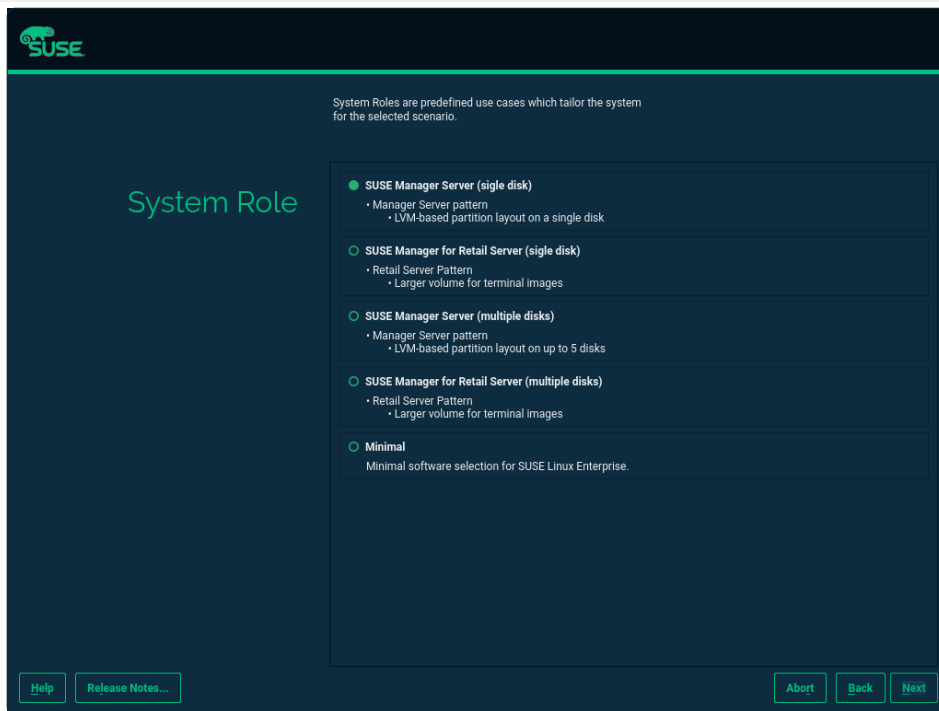 SUSE
System Roles are predefined use cases which tailor the system
for the selected scenario.
System Role
SUSE Manager Server (sigle disk)
• Manager Server pattern
• LVM-based partition layout on a single disk
SUSE Manager for Retail Server (sigle disk)
• Retail Server Pattern
• Larger volume for terminal images
SUSE Manager Server (multiple disks)
• Manager Server pattern
• LVM-based partition layout on up to 5 disks
SUSE Manager for Retail Server (multiple disks)
• Retail Server Pattern
• Larger volume for terminal images
Minimal
Minimal software selection for SUSE Linux Enterprise.
Help Release Notes... Abort Back Next